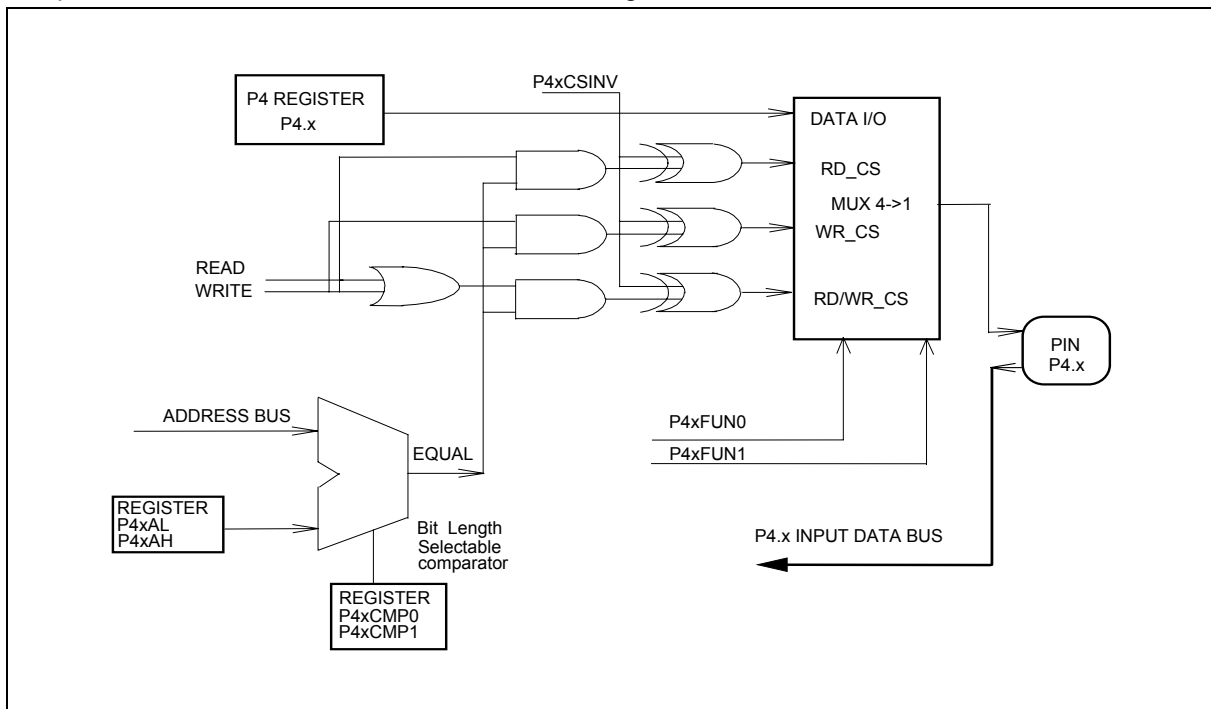 P4 REGISTER
P4.x
P4xCSINV
DATA I/O
RD_CS
MUX 4->1
WR_CS
RD/WR_CS
READ
WRITE
PIN
P4.x
ADDRESS BUS
EQUAL
P4xFUN0
P4xFUN1
REGISTER
P4xAL
P4xAH
Bit Length
Selectable
comparator
P4.x INPUT DATA BUS
REGISTER
P4xCMP0
P4xCMP1